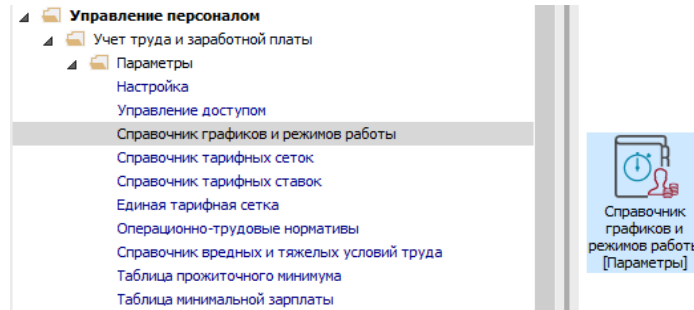 Управление персоналом
Учет труда и заработной платы
Параметры
Настройка
Управление доступом
Справочник графиков и режимов работы
Справочник тарифных сеток
Справочник тарифных ставок
Единая тарифная сетка
Операционно-трудовые нормативы
Справочник вредных и тяжелых условий труда
Таблица прожиточного минимума
Таблица минимальной зарплаты
Справочник
графиков и
режимов работы
[Параметры]